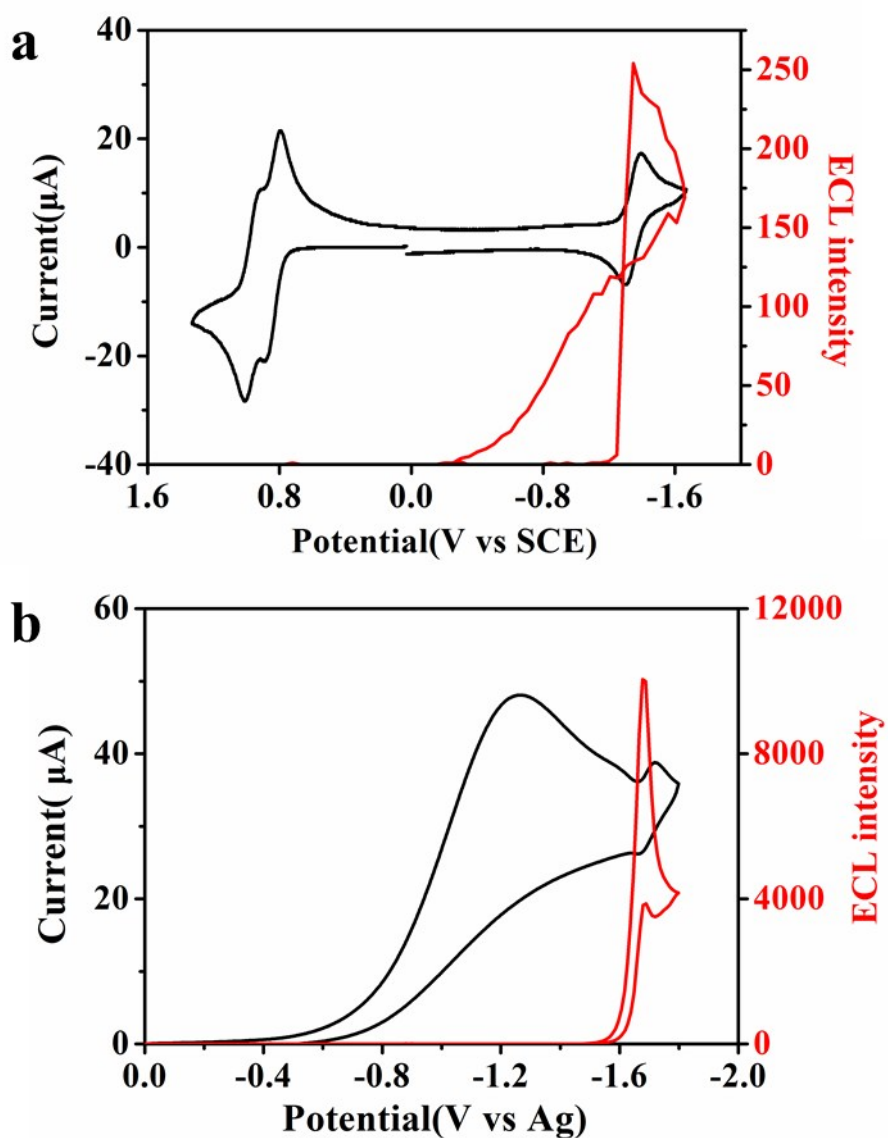 a
40
20
0
-20
-40
Current(μA)
250
200
150
100
50
0
ECL intensity
1.6 0.8 0.0 -0.8 -1.6
Potential(V vs SCE)
b
60
40
20
0
Current( μA)
12000
8000
4000
0
ECL intensity
0.0 -0.4 -0.8 -1.2 -1.6 -2.0
Potential(V vs Ag)